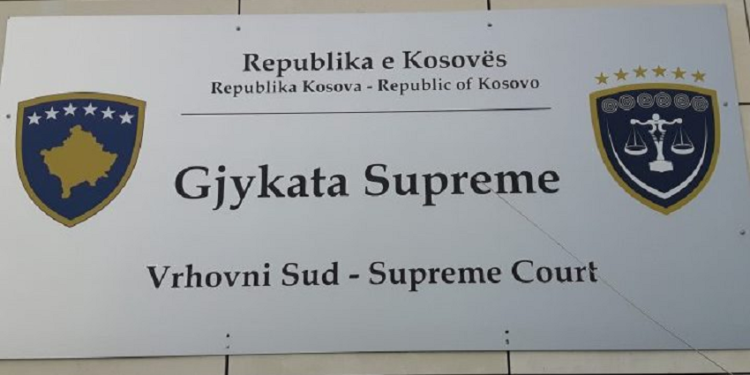 Republika e Kosovës
Republika Kosova - Republic of Kosovo
Gjykata Supreme
Vrhovni Sud - Supreme Court